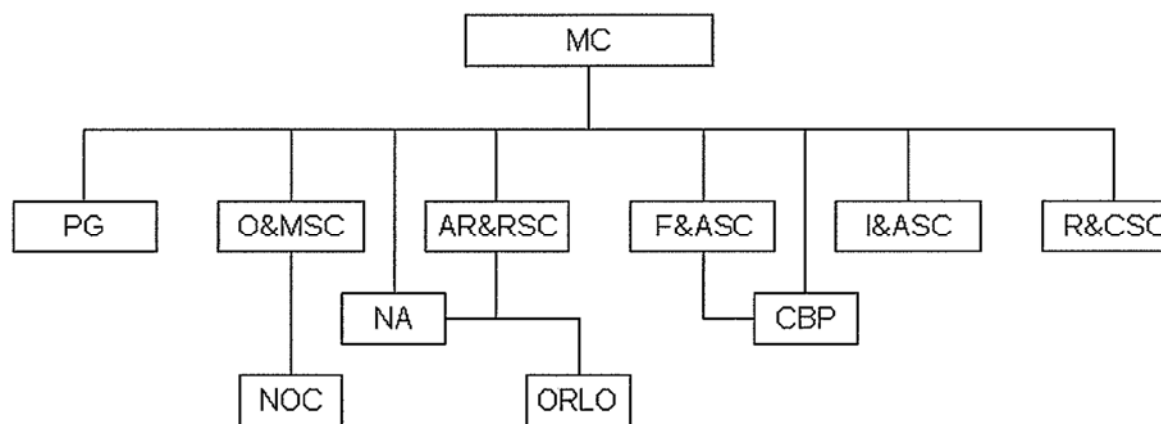 MC
PG
O&MSC
AR&RSC
F&ASC
I&ASC
R&CSC
NA
CBP
NOC
ORLO